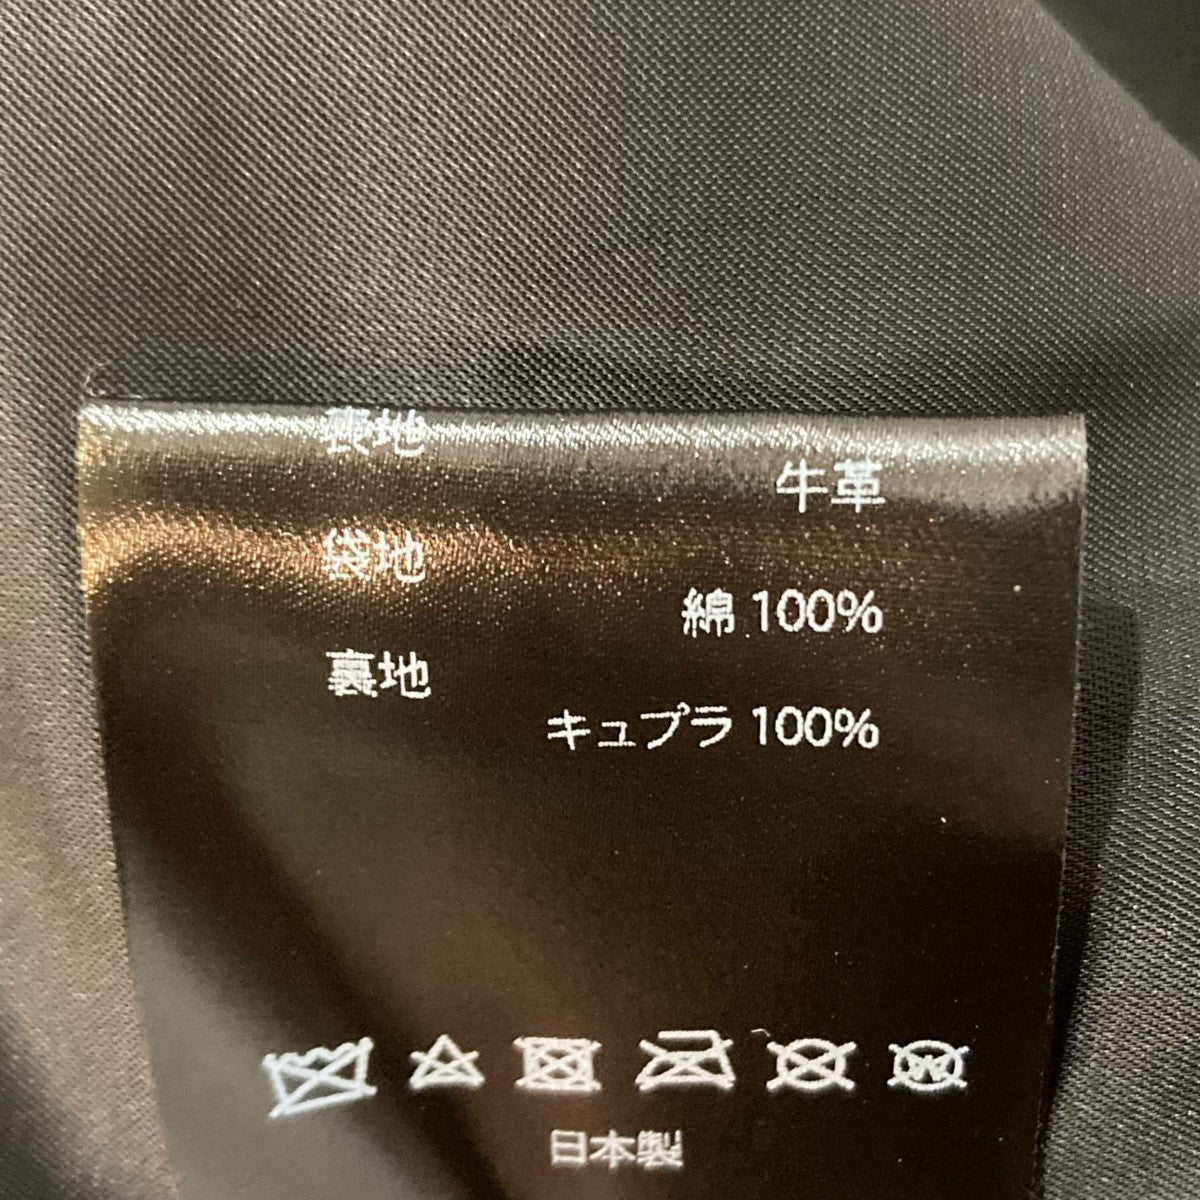 表地
牛革
袋地
綿 100%
裏地
キュプラ 100%
日本製